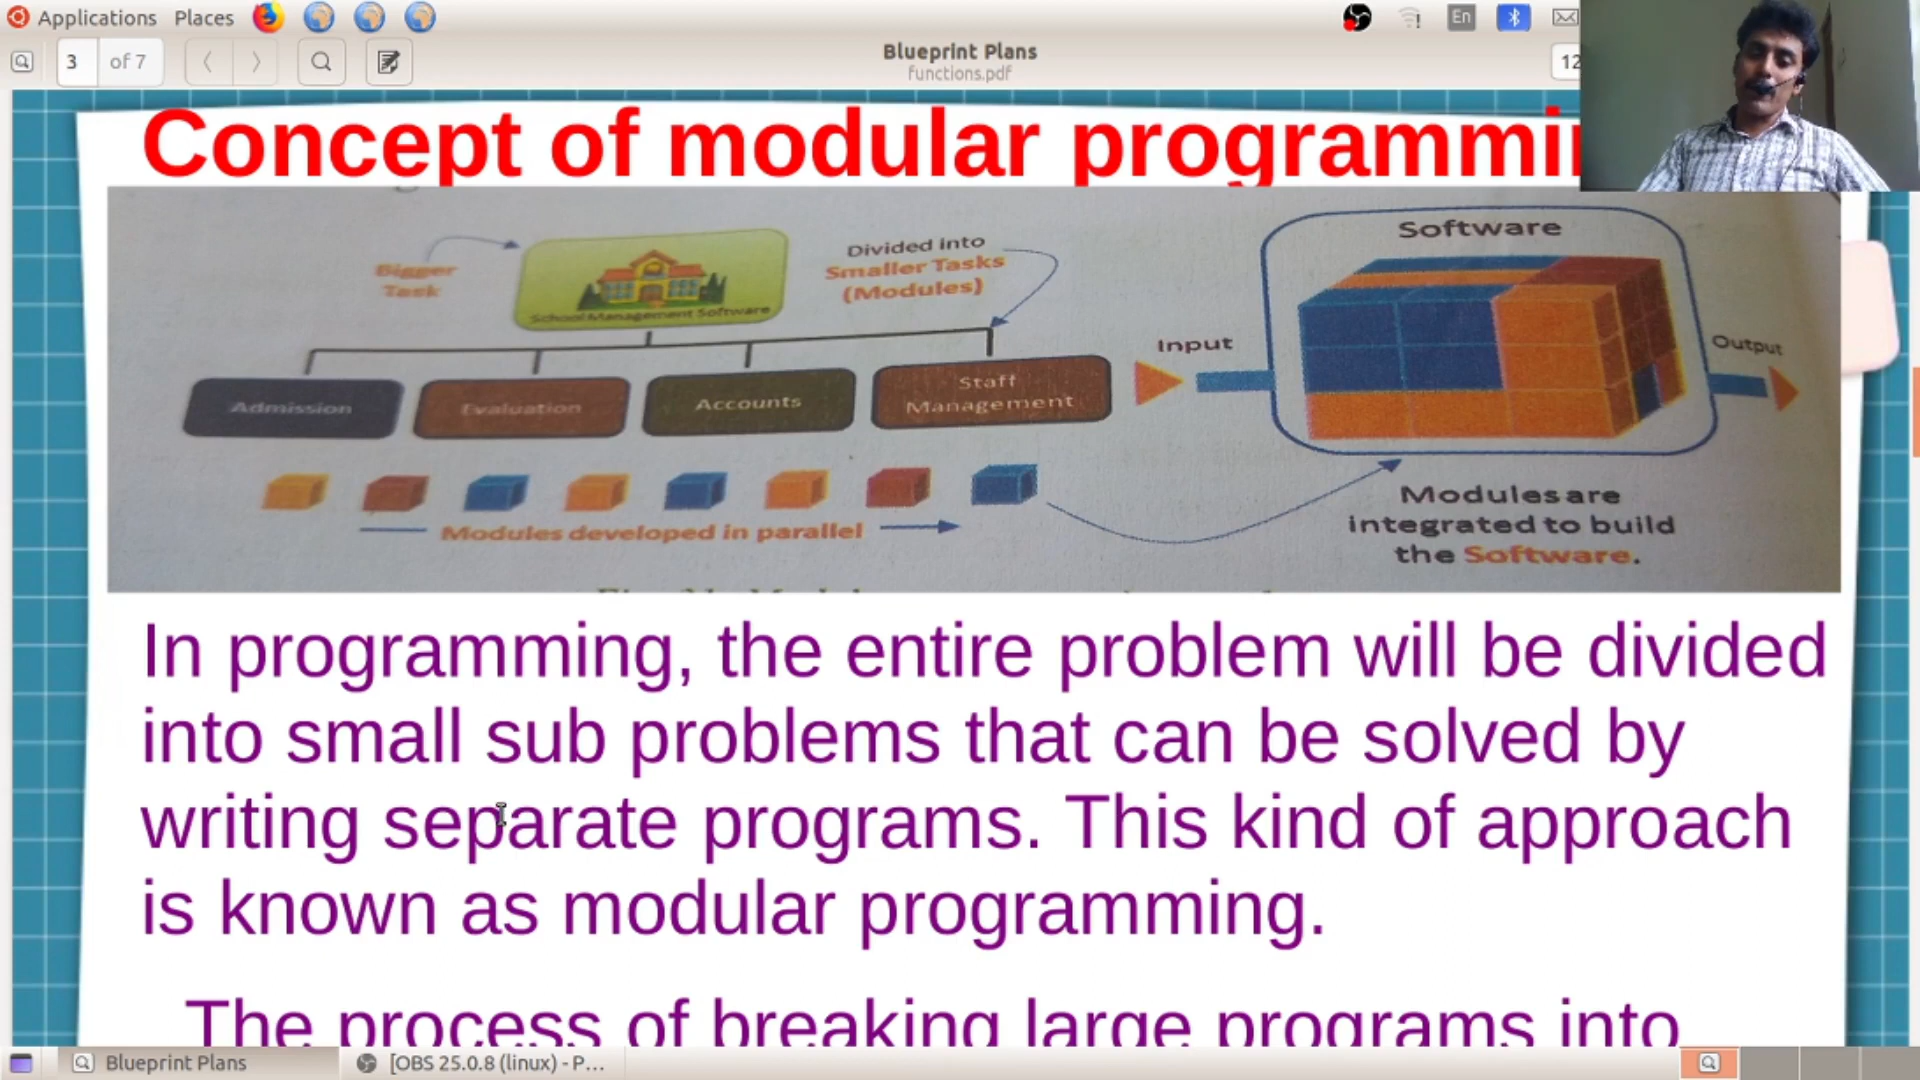 Applications Places En
3 of 7
Blueprint Plans
functions.pdf
12
Concept of modular programmin
Bigger
Task
School Management Software
Divided into
Smaller Tasks
(Modules)
Software
Input
Output
Admission
Evaluation
Accounts
Staff
Management
Modules developed in parallel
Modules are
integrated to build
the Software.
In programming, the entire problem will be divided
into small sub problems that can be solved by
writing separate programs. This kind of approach
is known as modular programming.
The process of breaking large programs into
Blueprint Plans [OBS 25.0.8 (linux) - P...